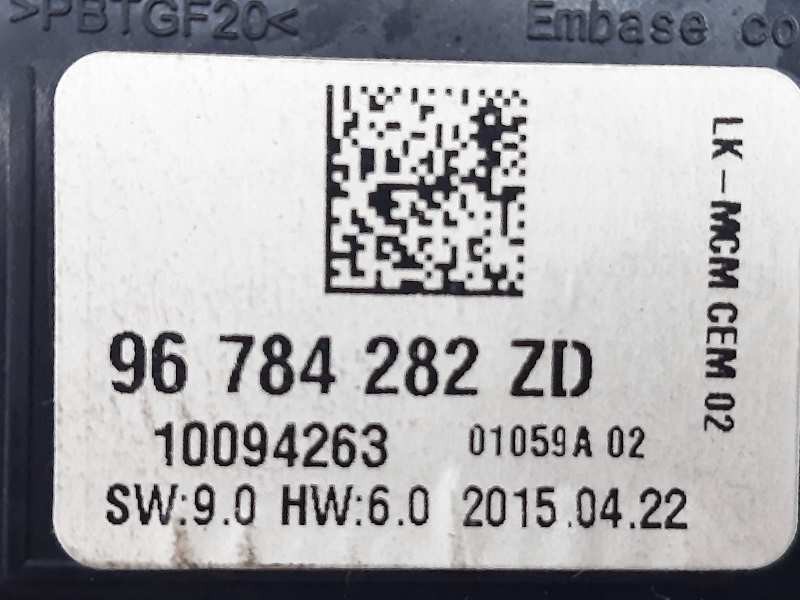 >PBTGF20<
Embase co
LK-MCM CEM 02
96 784 282 ZD
10094263 01059A 02
SW:9.0 HW:6.0 2015.04.22